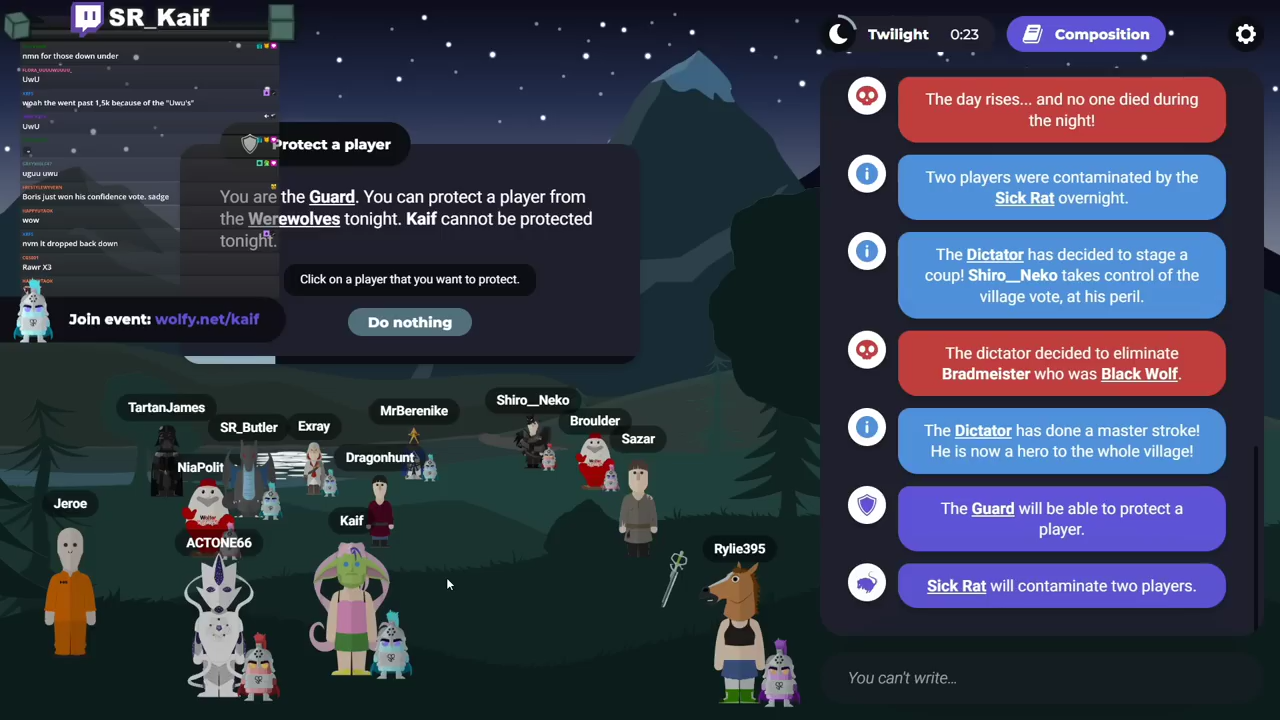 SR_Kaif
nmn for those down under
UwU
woah the went past 1,5k because of the "Uwu's"
UwU
uguu uwu
Boris just won his confidence vote. sadge
wow
nvm it dropped back down
Rawr X3
Join event: wolfy.net/kaif
Protect a player
You are the Guard. You can protect a player from
the Werewolves tonight. Kaif cannot be protected
tonight.
Click on a player that you want to protect.
Do nothing
TartanJames
SR_Butler
Exray
MrBerenike
Shiro__Neko
Broulder
Sazar
NiaPolit
Dragonhunt
Jeroe
ACTONE66
Kaif
Rylie395
Twilight 0:23
Composition
The day rises... and no one died during
the night!
Two players were contaminated by the
Sick Rat overnight.
The Dictator has decided to stage a
coup! Shiro__Neko takes control of the
village vote, at his peril.
The dictator decided to eliminate
Bradmeister who was Black Wolf.
The Dictator has done a master stroke!
He is now a hero to the whole village!
The Guard will be able to protect a
player.
Sick Rat will contaminate two players.
You can't write...